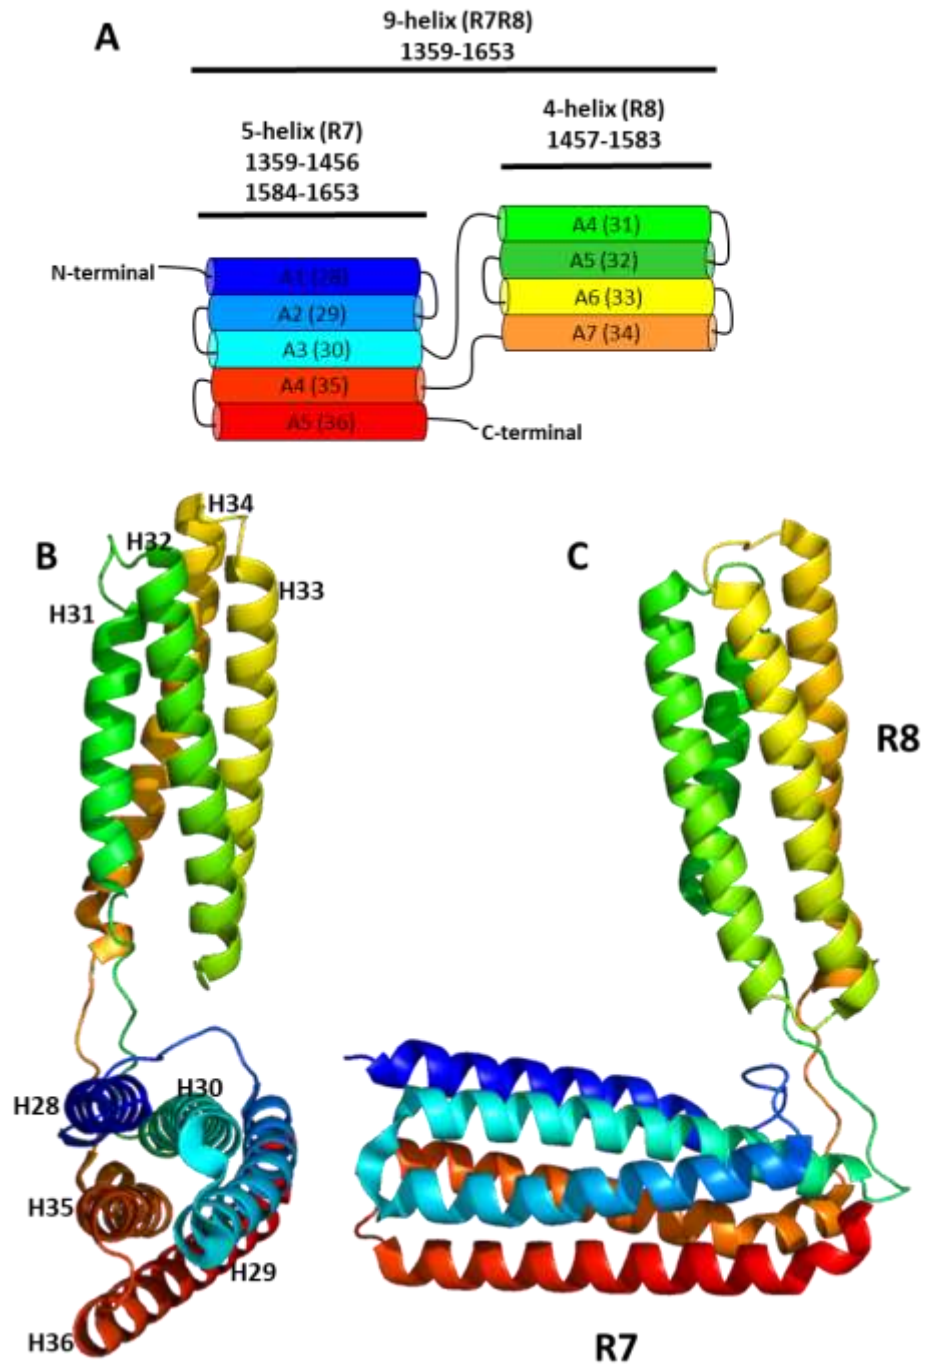 A
9-helix (R7R8)
1359-1653
5-helix (R7)
1359-1456
1584-1653
4-helix (R8)
1457-1583
N-terminal
A1 (28)
A2 (29)
A3 (30)
A4 (35)
A5 (36)
C-terminal
A4 (31)
A5 (32)
A6 (33)
A7 (34)
B
H34
H32
H33
H31
H28
H30
H35
H29
H36
C
R8
R7